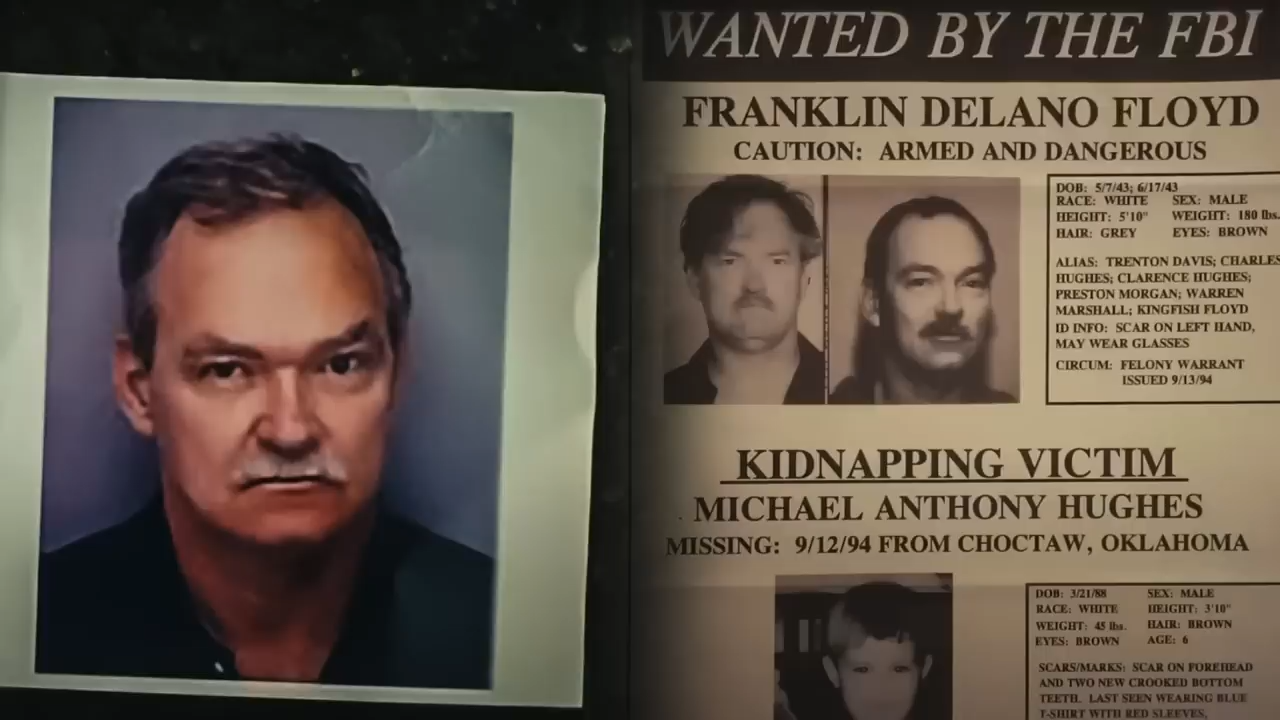 WANTED BY THE FBI
FRANKLIN DELANO FLOYD
CAUTION: ARMED AND DANGEROUS
DOB: 5/7/43; 6/17/43
RACE: WHITE SEX: MALE
HEIGHT: 5'10" WEIGHT: 180 lbs.
HAIR: GREY EYES: BROWN
ALIAS: TRENTON DAVIS; CHARLES
HUGHES; CLARENCE HUGHES;
PRESTON MORGAN; WARREN
MARSHALL; KINGFISH FLOYD
ID INFO: SCAR ON LEFT HAND,
MAY WEAR GLASSES
CIRCUM: FELONY WARRANT
ISSUED 9/13/94
KIDNAPPING VICTIM
MICHAEL ANTHONY HUGHES
MISSING: 9/12/94 FROM CHOCTAW, OKLAHOMA
DOB: 3/21/88 SEX: MALE
RACE: WHITE HEIGHT: 3'10"
WEIGHT: 45 lbs. HAIR: BROWN
EYES: BROWN AGE: 6
SCARS/MARKS: SCAR ON FOREHEAD
AND TWO NEW CROOKED BOTTOM
TEETH. LAST SEEN WEARING BLUE
T-SHIRT WITH RED SLEEVES,